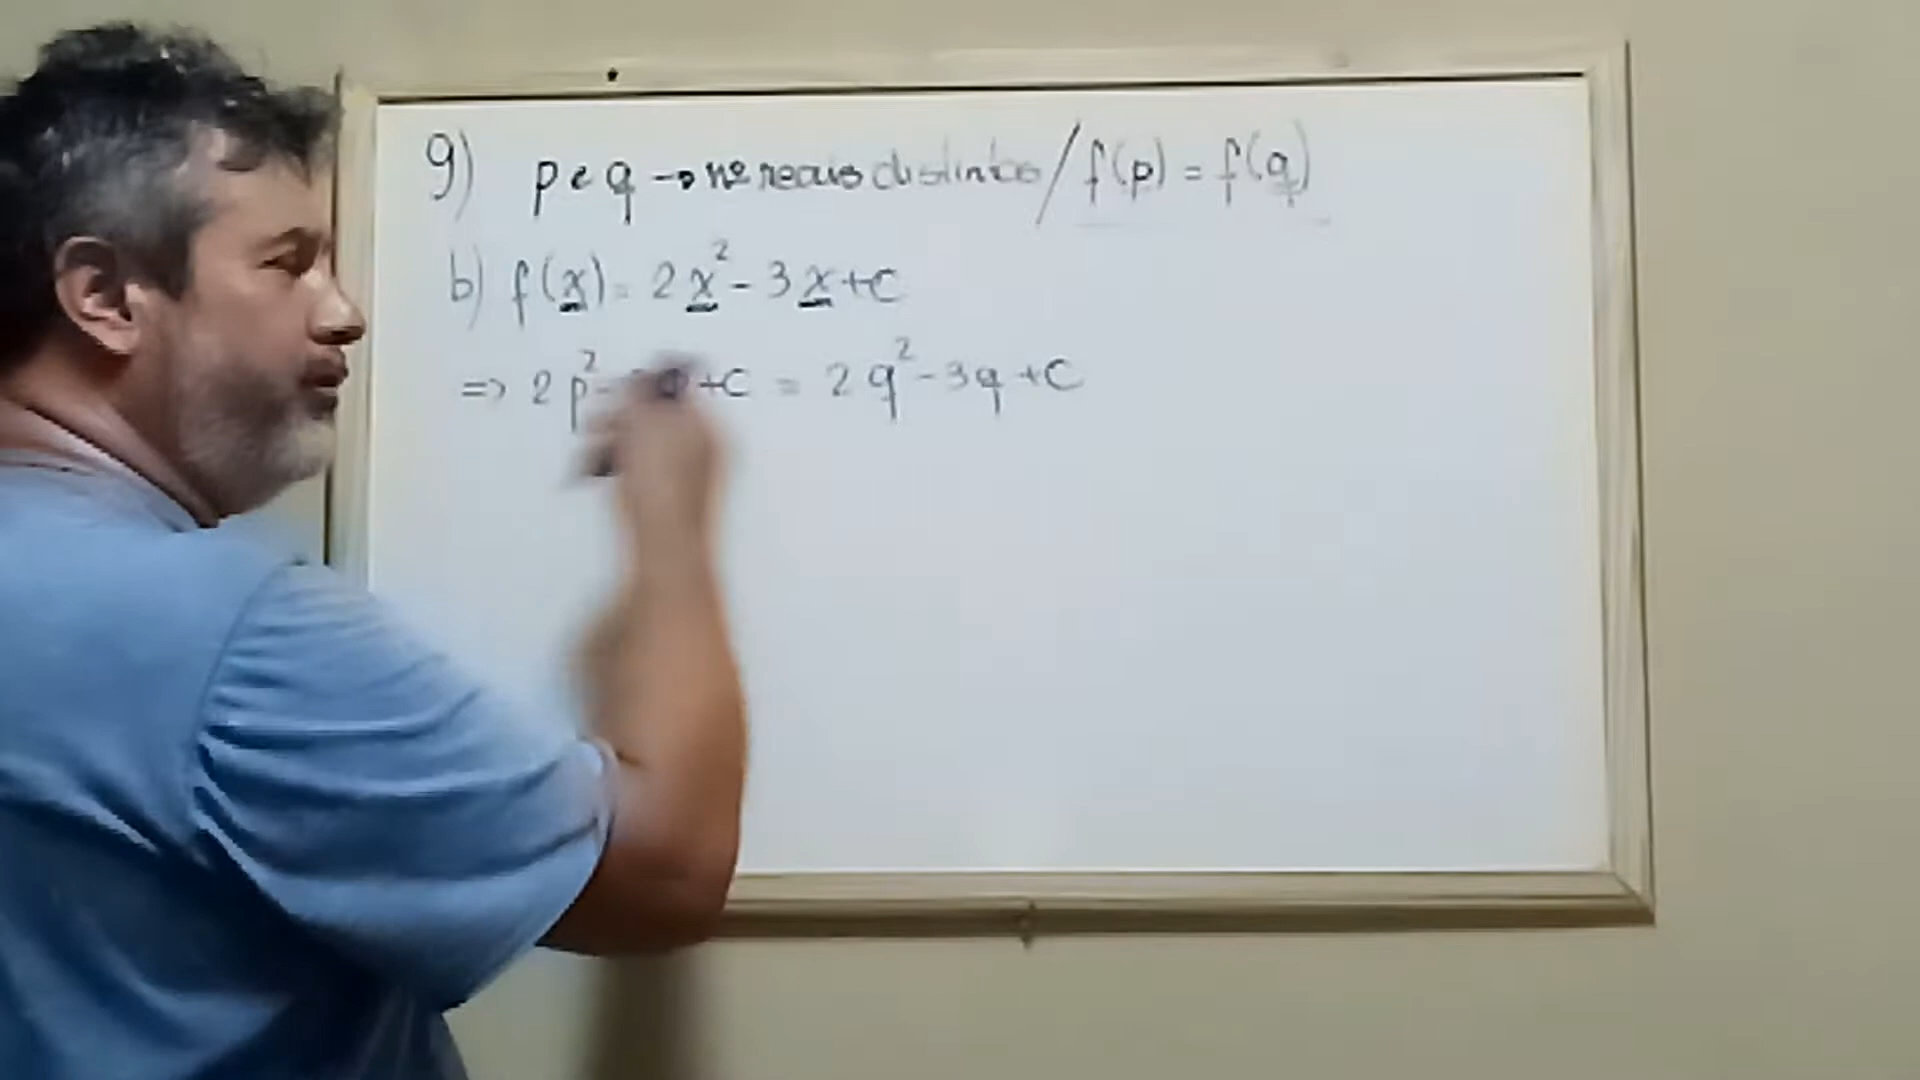 9) p e q → nº reais distintos / f(p) = f(q)
b) f(x) = 2x² - 3x + C
=> 2p² - +C = 2q² - 3q + C